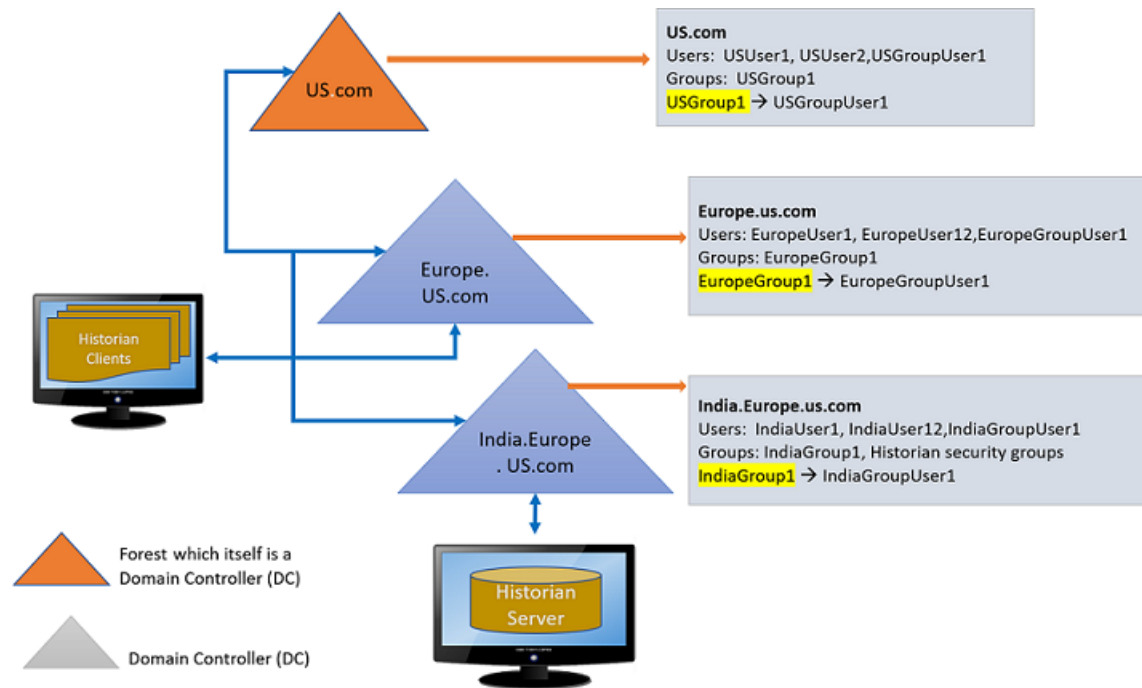 US.com
US.com
Users:  USUser1, USUser2,USGroupUser1
Groups:  USGroup1
USGroup1 → USGroupUser1
Europe.
US.com
Europe.us.com
Users: EuropeUser1, EuropeUser12,EuropeGroupUser1
Groups: EuropeGroup1
EuropeGroup1 → EuropeGroupUser1
Historian
Clients
India.Europe
. US.com
India.Europe.us.com
Users:  IndiaUser1, IndiaUser12,IndiaGroupUser1
Groups: IndiaGroup1, Historian security groups
IndiaGroup1 → IndiaGroupUser1
Forest which itself is a
Domain Controller (DC)
Historian
Server
Domain Controller (DC)